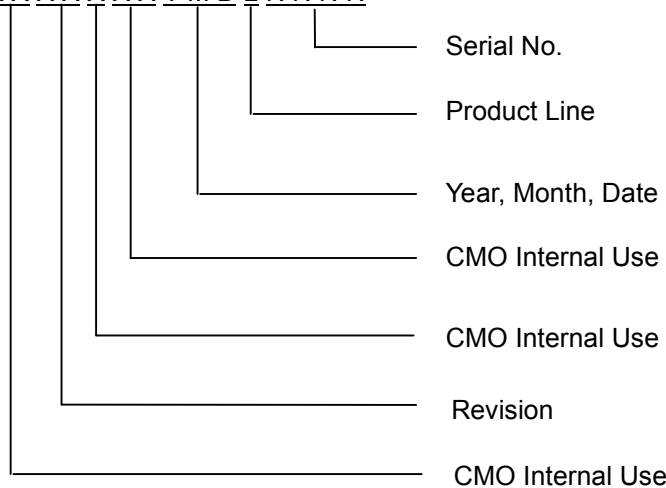 Serial No.
Product Line
Year, Month, Date
CMO Internal Use
CMO Internal Use
Revision
CMO Internal Use